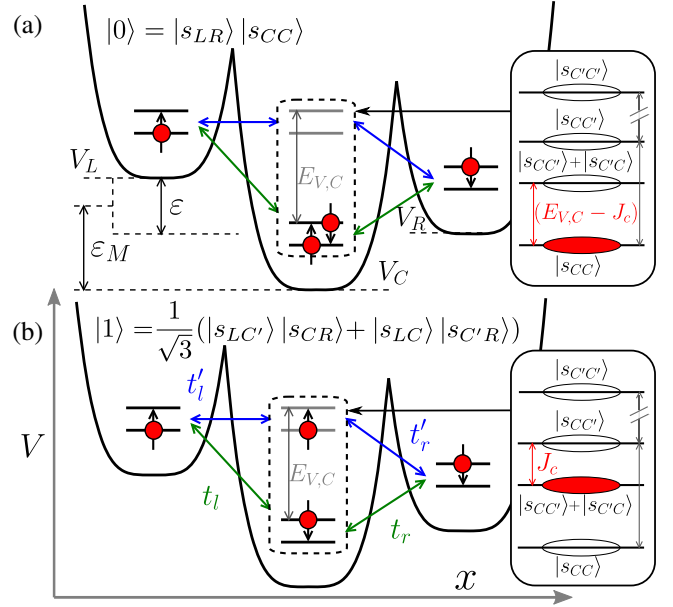 (a)
|0⟩ = |s_{LR}⟩ |s_{CC}⟩
|s_{C'C'}⟩
|s_{CC'}⟩
|s_{CC'}⟩+|s_{C'C}⟩
(E_{V,C} − J_c)
|s_{CC}⟩
V_L
ε
ε_M
E_{V,C}
V_R
V_C
(b)
|1⟩ = 1/√3 (|s_{LC'}⟩ |s_{CR}⟩ + |s_{LC}⟩ |s_{C'R}⟩)
|s_{C'C'}⟩
|s_{CC'}⟩
J_c
|s_{CC'}⟩+|s_{C'C}⟩
|s_{CC}⟩
t'_l
t'_r
V
E_{V,C}
t_l
t_r
x